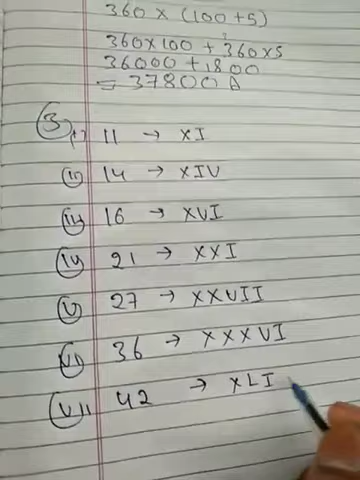 360 × (100 + 5)
360×100 + 360×5
36000 + 1800
= 37800 A
(3) i) 11 → XI
(ii) 14 → XIV
(iii) 16 → XVI
(iv) 21 → XXI
(v) 27 → XXVII
(vi) 36 → XXXVI
(vii) 42 → XLI